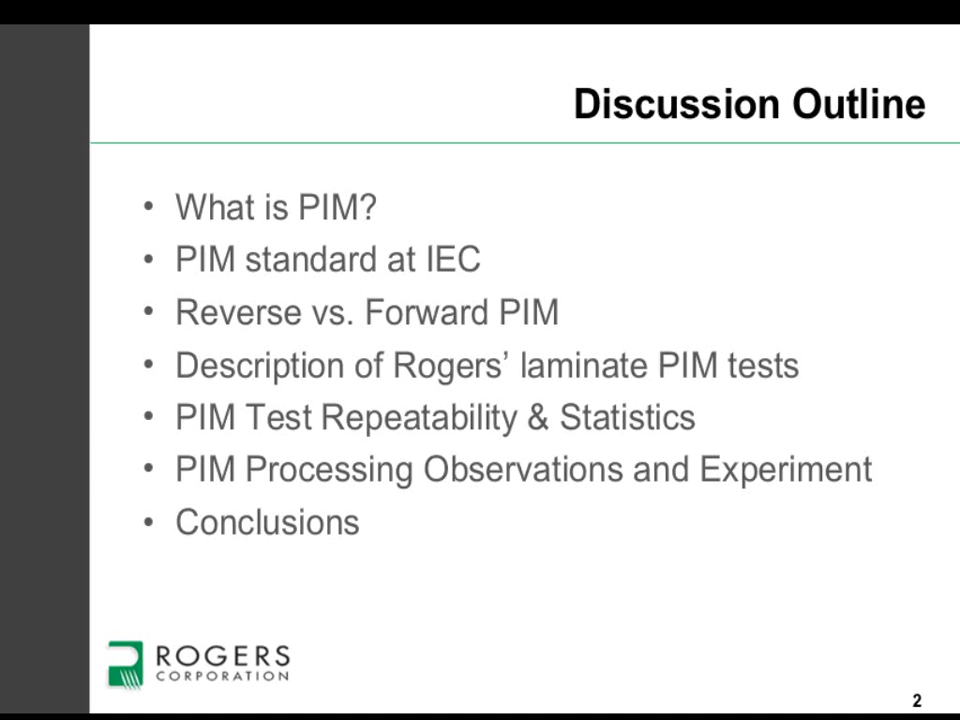 Discussion Outline
• What is PIM?
• PIM standard at IEC
• Reverse vs. Forward PIM
• Description of Rogers’ laminate PIM tests
• PIM Test Repeatability & Statistics
• PIM Processing Observations and Experiment
• Conclusions
ROGERS
CORPORATION
2